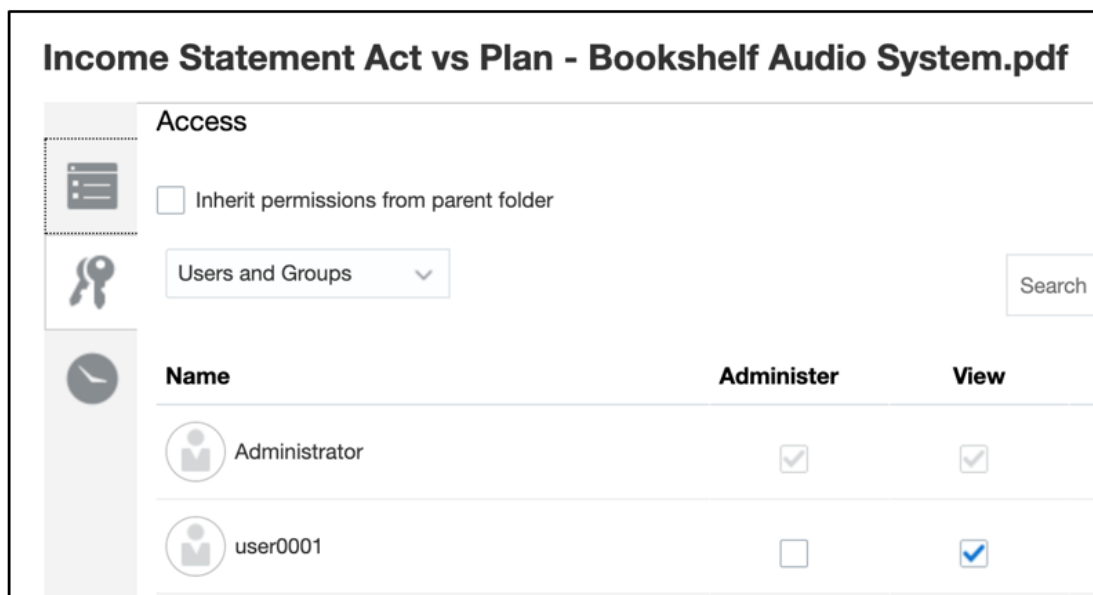 Income Statement Act vs Plan - Bookshelf Audio System.pdf
Access
Inherit permissions from parent folder
Users and Groups
Search
Name Administer View
Administrator
user0001